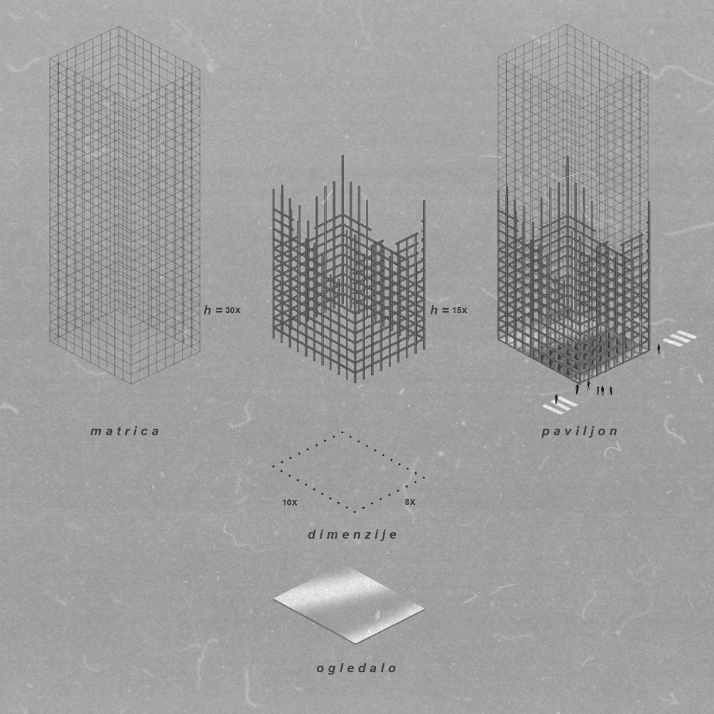 h = 30x
h = 15x
matrica
paviljon
10x
8x
dimenzije
ogledalo